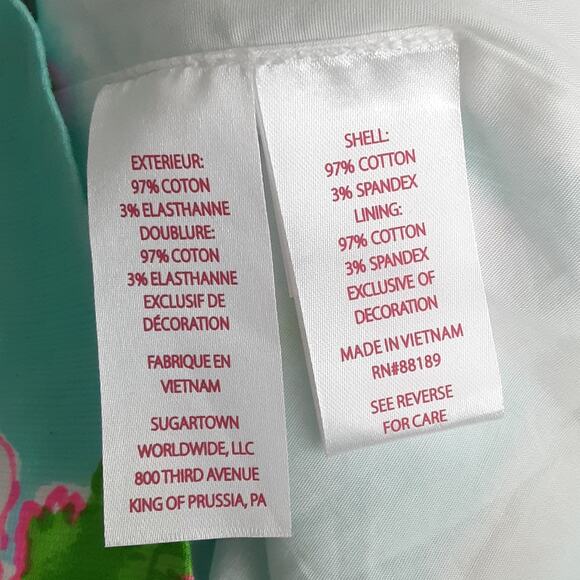 EXTERIEUR:
97% COTON
3% ELASTHANNE
DOUBLURE:
97% COTON
3% ELASTHANNE
EXCLUSIF DE
DÉCORATION
FABRIQUE EN
VIETNAM
SUGARTOWN
WORLDWIDE, LLC
800 THIRD AVENUE
KING OF PRUSSIA, PA
SHELL:
97% COTTON
3% SPANDEX
LINING:
97% COTTON
3% SPANDEX
EXCLUSIVE OF
DECORATION
MADE IN VIETNAM
RN#88189
SEE REVERSE
FOR CARE